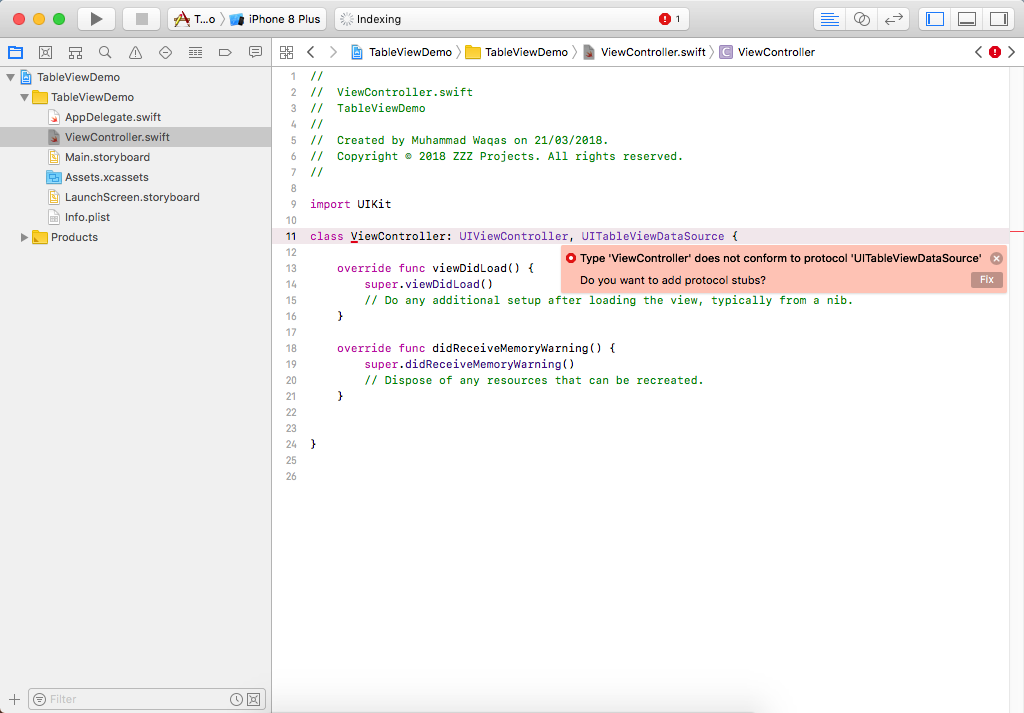 T...o
iPhone 8 Plus
Indexing
1
TableViewDemo
TableViewDemo
ViewController.swift
C
ViewController
TableViewDemo
TableViewDemo
AppDelegate.swift
ViewController.swift
Main.storyboard
Assets.xcassets
LaunchScreen.storyboard
Info.plist
Products
Filter
1 //
2 //  ViewController.swift
3 //  TableViewDemo
4 //
5 //  Created by Muhammad Waqas on 21/03/2018.
6 //  Copyright © 2018 ZZZ Projects. All rights reserved.
7 //
8
9 import UIKit
10
11 class ViewController: UIViewController, UITableViewDataSource {
12
Type 'ViewController' does not conform to protocol 'UITableViewDataSource'
Do you want to add protocol stubs?
Fix
13     override func viewDidLoad() {
14         super.viewDidLoad()
15         // Do any additional setup after loading the view, typically from a nib.
16     }
17
18     override func didReceiveMemoryWarning() {
19         super.didReceiveMemoryWarning()
20         // Dispose of any resources that can be recreated.
21     }
22
23
24 }
25
26